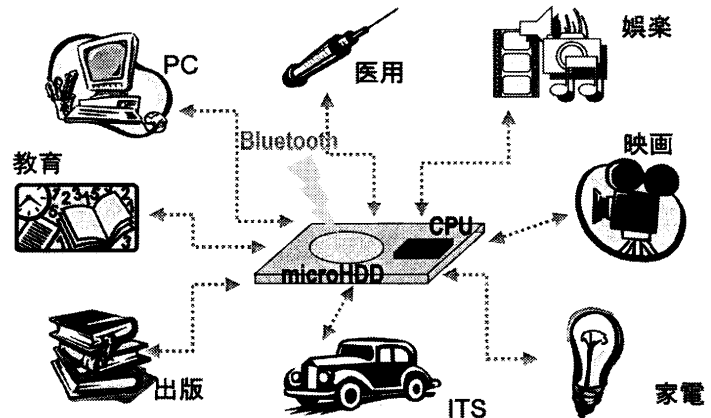 娯楽
PC
医用
Bluetooth
映画
教育
CPU
microHDD
出版
家電
ITS